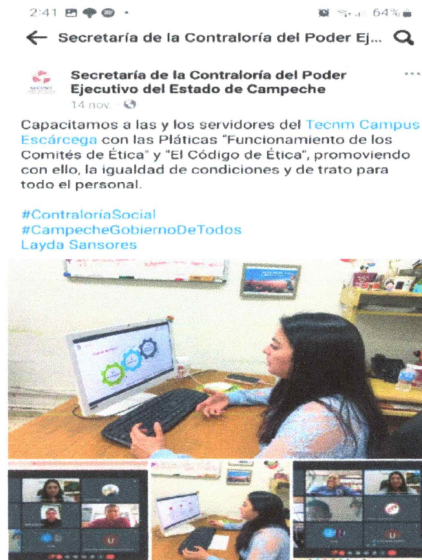 2:41
64%
Secretaría de la Contraloría del Poder Ej...
Secretaría de la Contraloría del Poder
Ejecutivo del Estado de Campeche
14 nov.
Capacitamos a las y los servidores del Tecnm Campus
Escárcega con las Pláticas "Funcionamiento de los
Comités de Ética" y "El Código de Ética", promoviendo
con ello, la igualdad de condiciones y de trato para
todo el personal.
#ContraloríaSocial
#CampecheGobiernoDeTodos
Layda Sansores
U
U